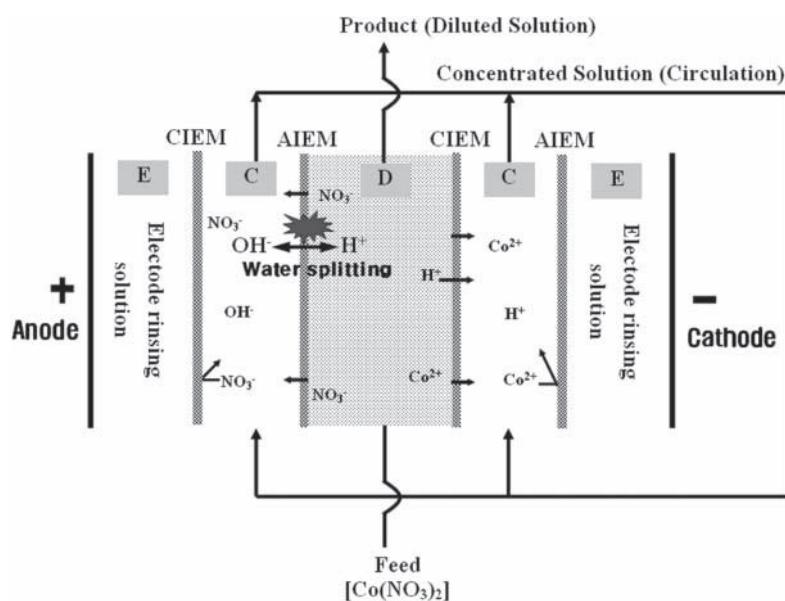 Product (Diluted Solution)
Concentrated Solution (Circulation)
CIEM
AIEM
CIEM
AIEM
E
C
D
C
E
NO₃⁻
NO₃⁻
OH⁻
H⁺
Water splitting
Co²⁺
H⁺
OH⁻
H⁺
NO₃⁻
NO₃⁻
Co²⁺
Co²⁺
Electode rinsing
solution
Electode rinsing
solution
+
Anode
−
Cathode
Feed
[Co(NO₃)₂]